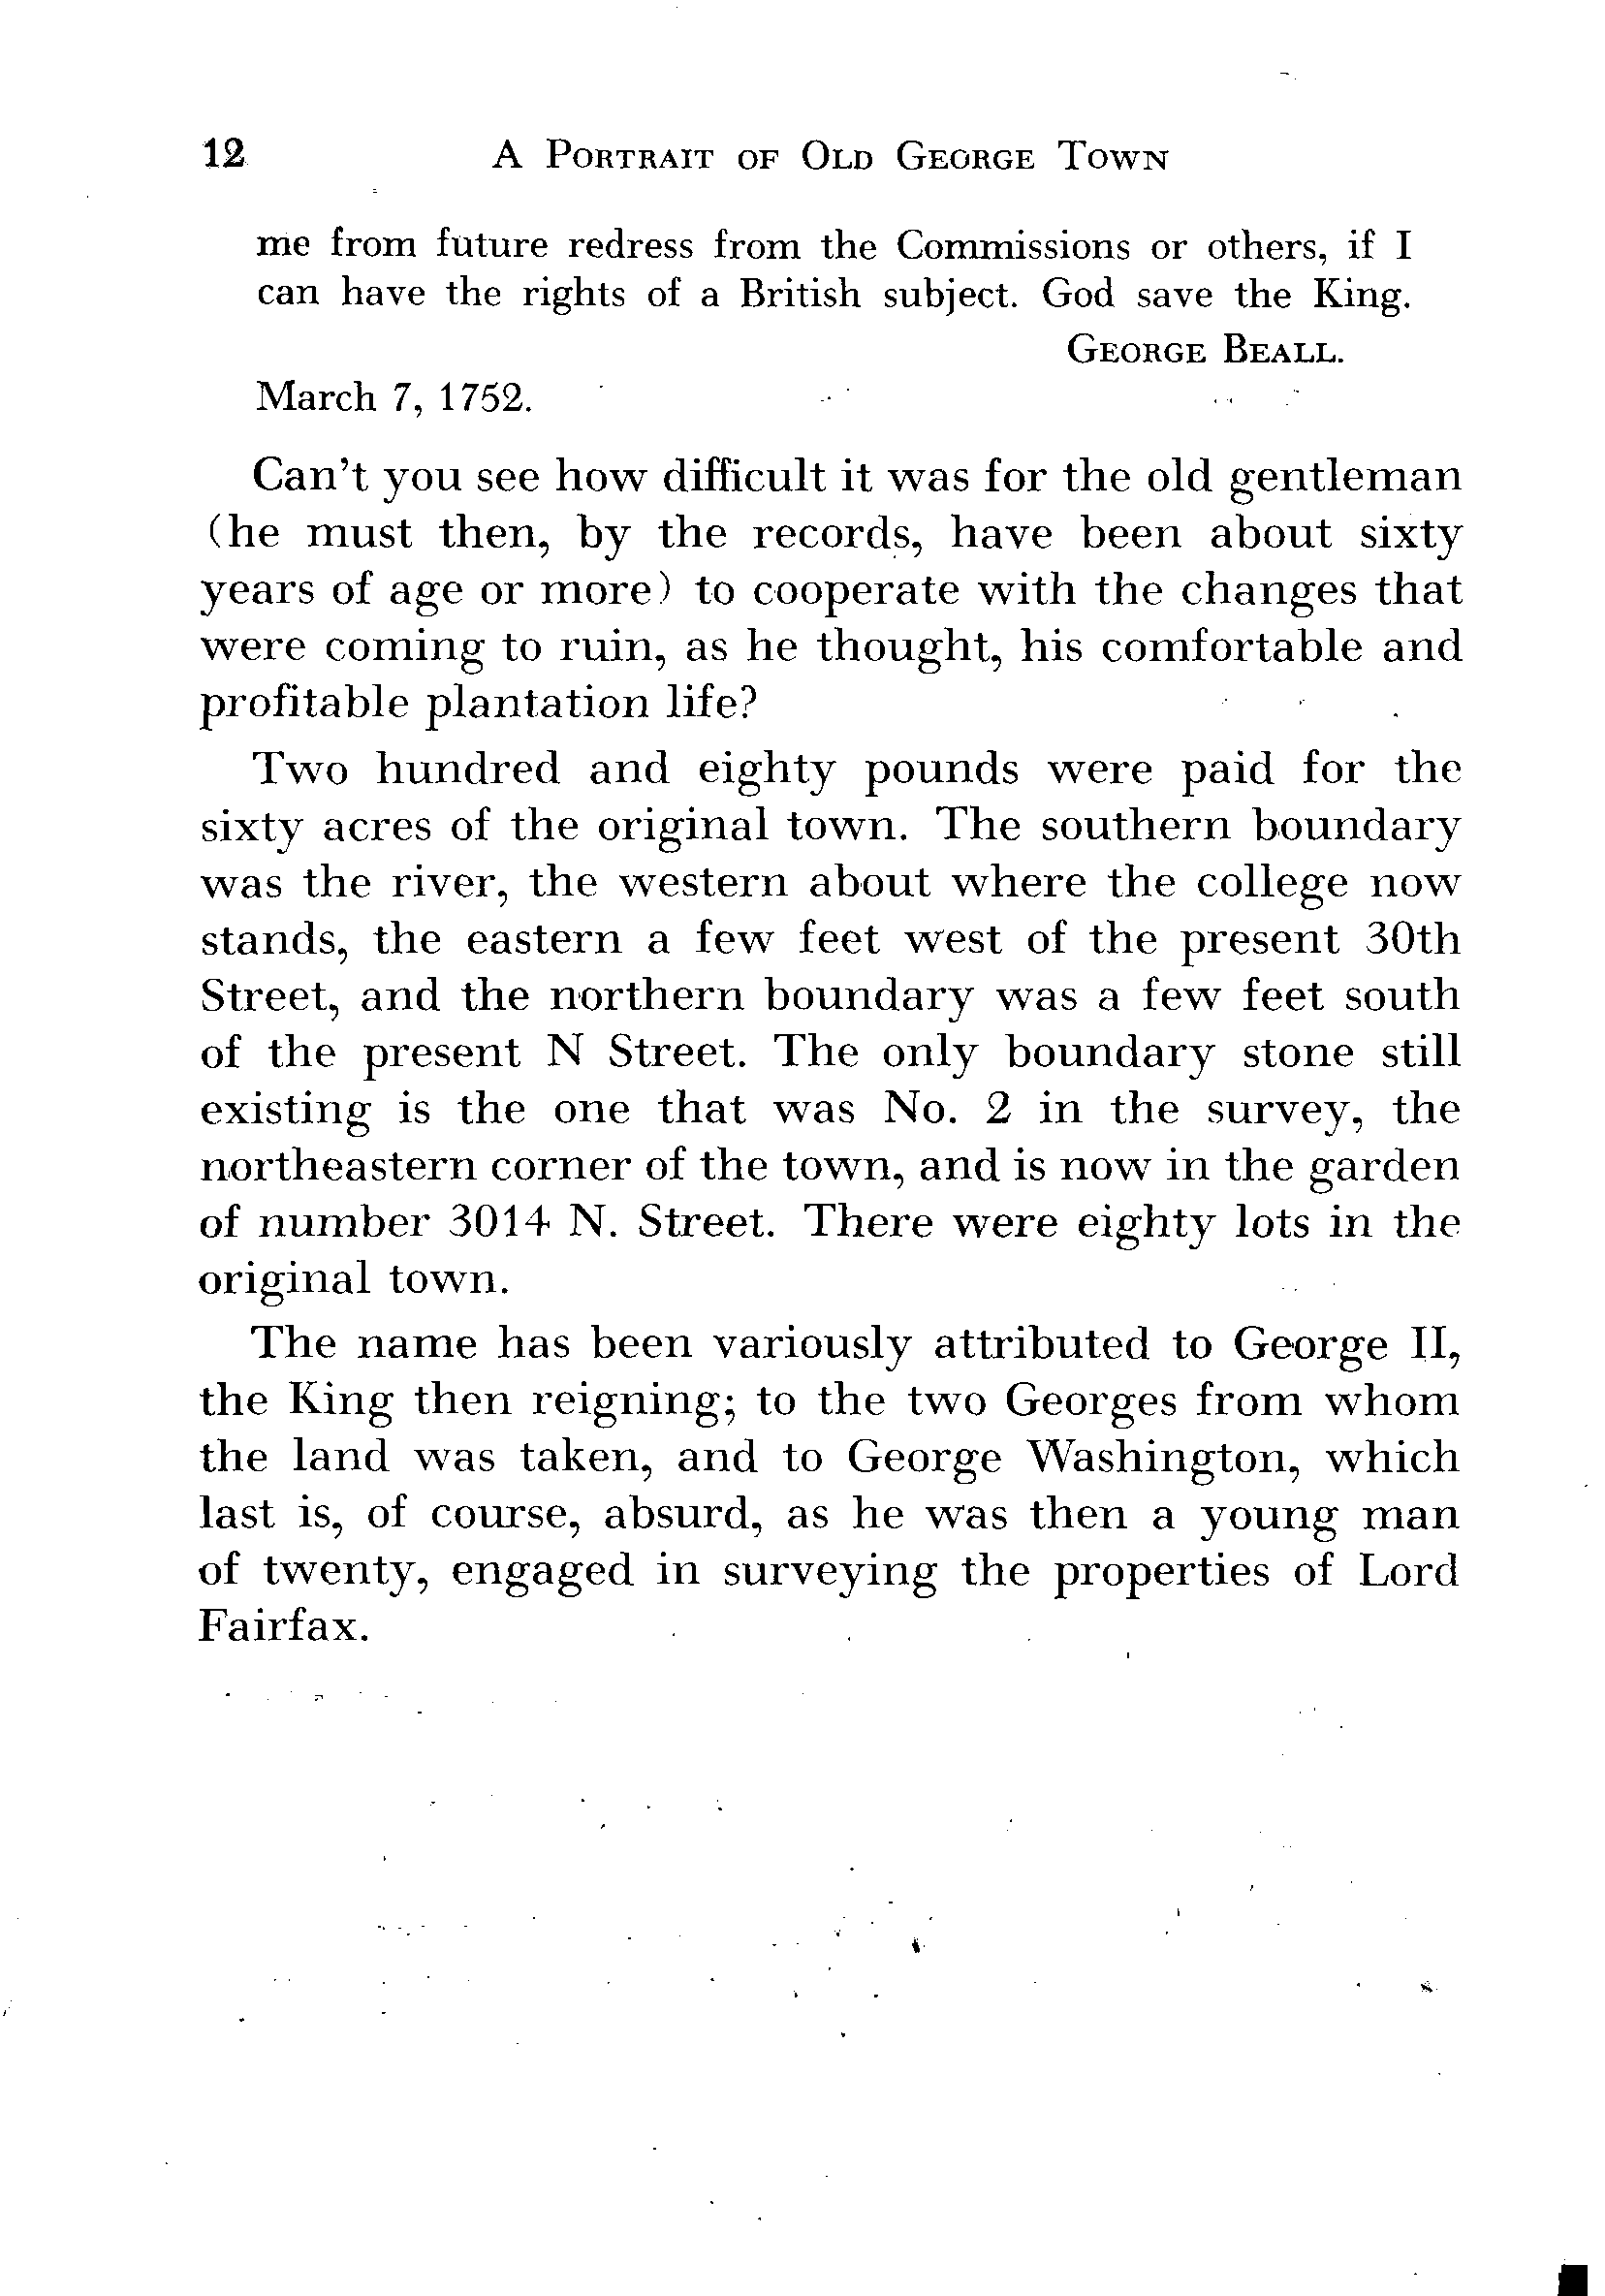 12 A Portrait of Old George Town
me from future redress from the Commissions or others, if I
can have the rights of a British subject. God save the King.
George Beall.
March 7, 1752.
Can't you see how difficult it was for the old gentleman
(he must then, by the records, have been about sixty
years of age or more) to cooperate with the changes that
were coming to ruin, as he thought, his comfortable and
profitable plantation life?
Two hundred and eighty pounds were paid for the
sixty acres of the original town. The southern boundary
was the river, the western about where the college now
stands, the eastern a few feet west of the present 30th
Street, and the northern boundary was a few feet south
of the present N Street. The only boundary stone still
existing is the one that was No. 2 in the survey, the
northeastern corner of the town, and is now in the garden
of number 3014 N. Street. There were eighty lots in the
original town.
The name has been variously attributed to George II,
the King then reigning; to the two Georges from whom
the land was taken, and to George Washington, which
last is, of course, absurd, as he was then a young man
of twenty, engaged in surveying the properties of Lord
Fairfax.